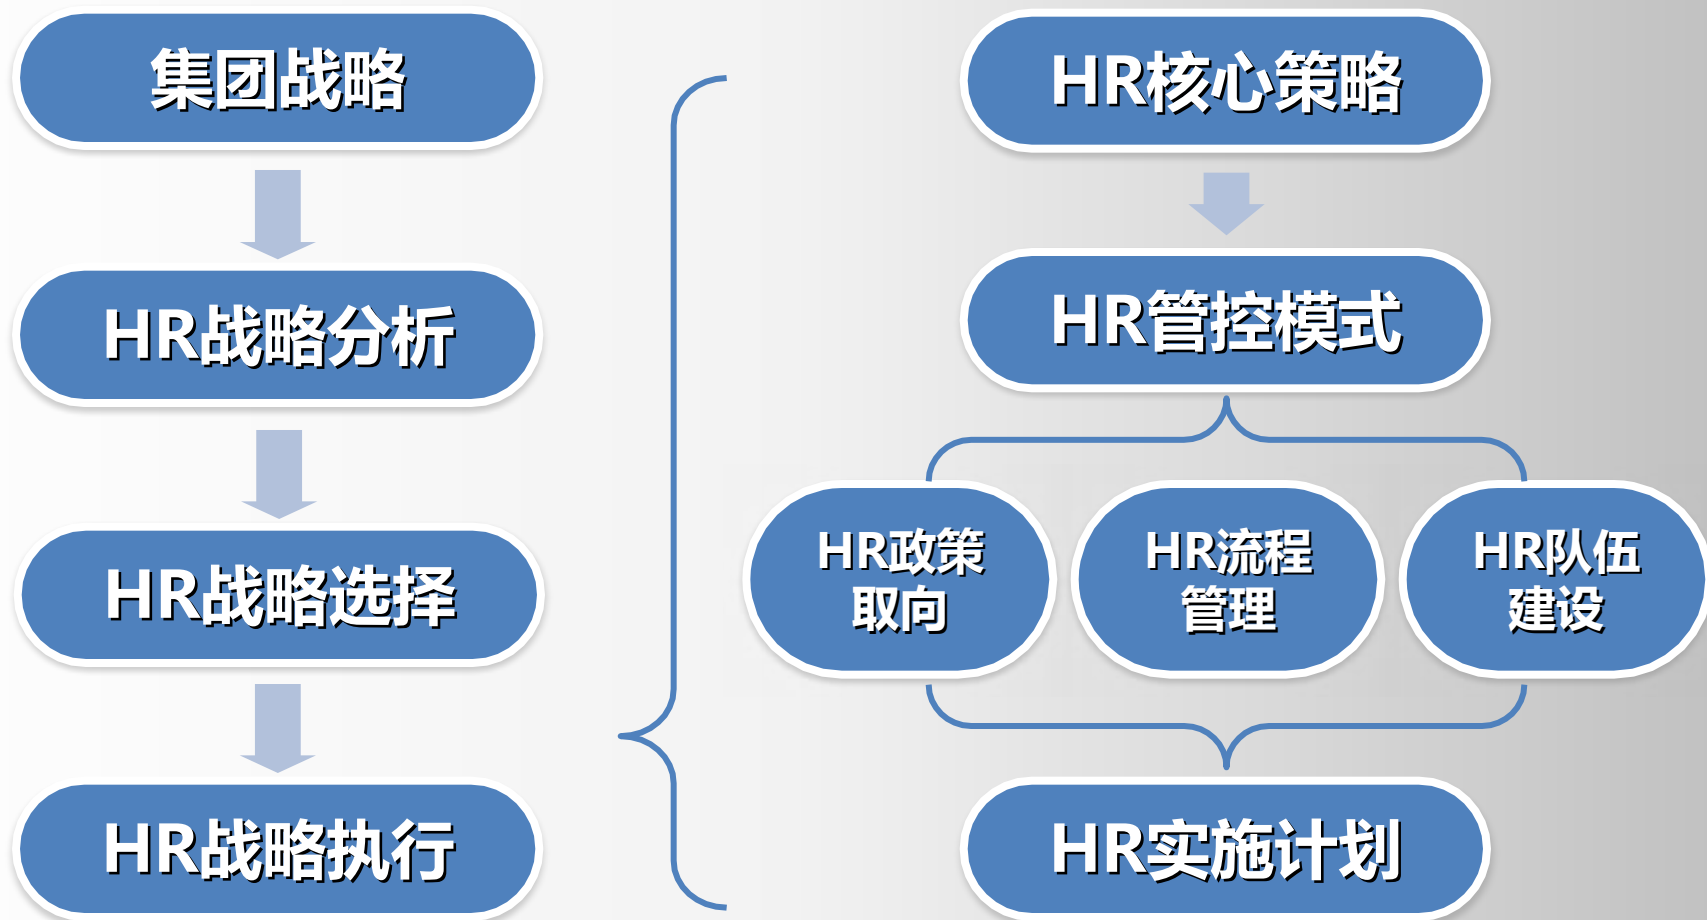 集团战略
HR战略分析
HR战略选择
HR战略执行
HR核心策略
HR管控模式
HR政策
取向
HR流程
管理
HR队伍
建设
HR实施计划